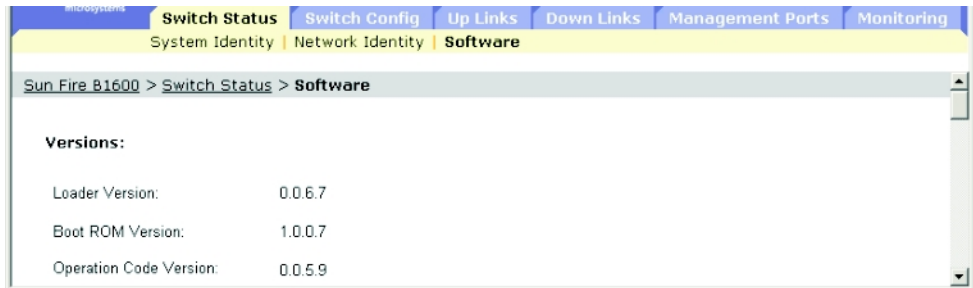 microsystems
Switch Status Switch Config Up Links Down Links Management Ports Monitoring
System Identity | Network Identity | Software
Sun Fire B1600 > Switch Status > Software
Versions:
Loader Version: 0.0.6.7
Boot ROM Version: 1.0.0.7
Operation Code Version: 0.0.5.9